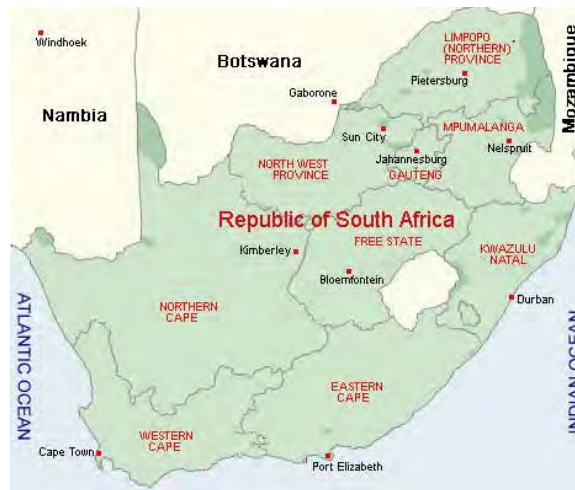 Windhoek
Nambia
Botswana
Gaborone
LIMPOPO
(NORTHERN)
PROVINCE
Pietersburg
Mozambique
Sun City
MPUMALANGA
Jahannesburg
Nelspruit
NORTH WEST
PROVINCE
GAUTENG
Republic of South Africa
FREE STATE
Kimberley
KWAZULU
NATAL
Bloemfontein
Durban
NORTHERN
CAPE
ATLANTIC OCEAN
INDIAN OCEAN
EASTERN
CAPE
WESTERN
CAPE
Cape Town
Port Elizabeth